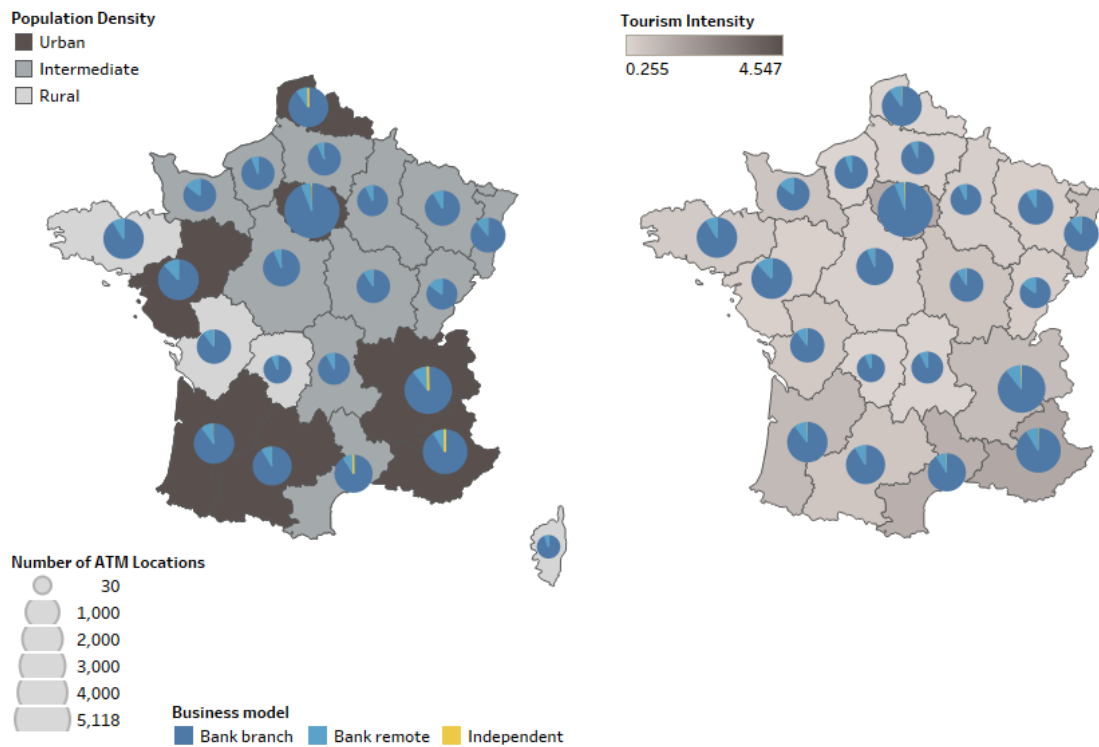 Population Density
Urban
Intermediate
Rural
Tourism Intensity
0.255 4.547
Number of ATM Locations
30
1,000
2,000
3,000
4,000
5,118
Business model
Bank branch Bank remote Independent